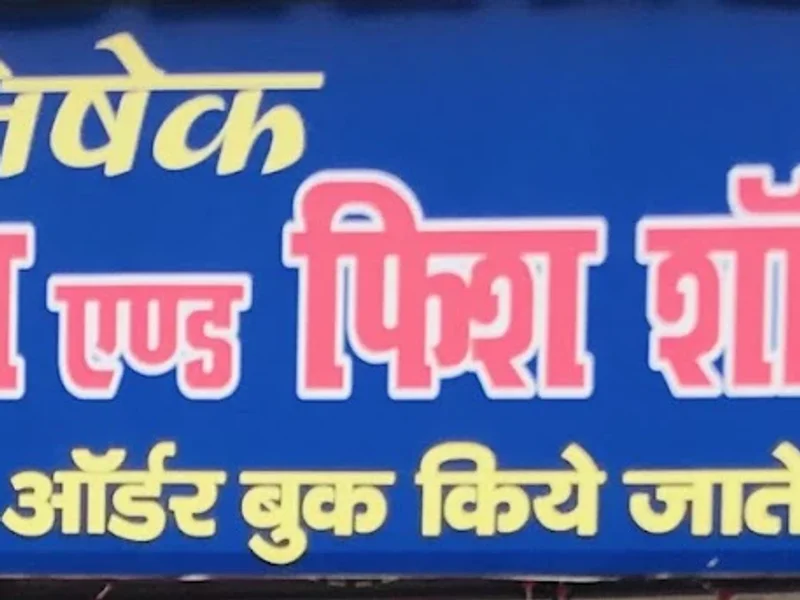 षेक
एण्ड फिश शॉ
ऑर्डर बुक किये जाते